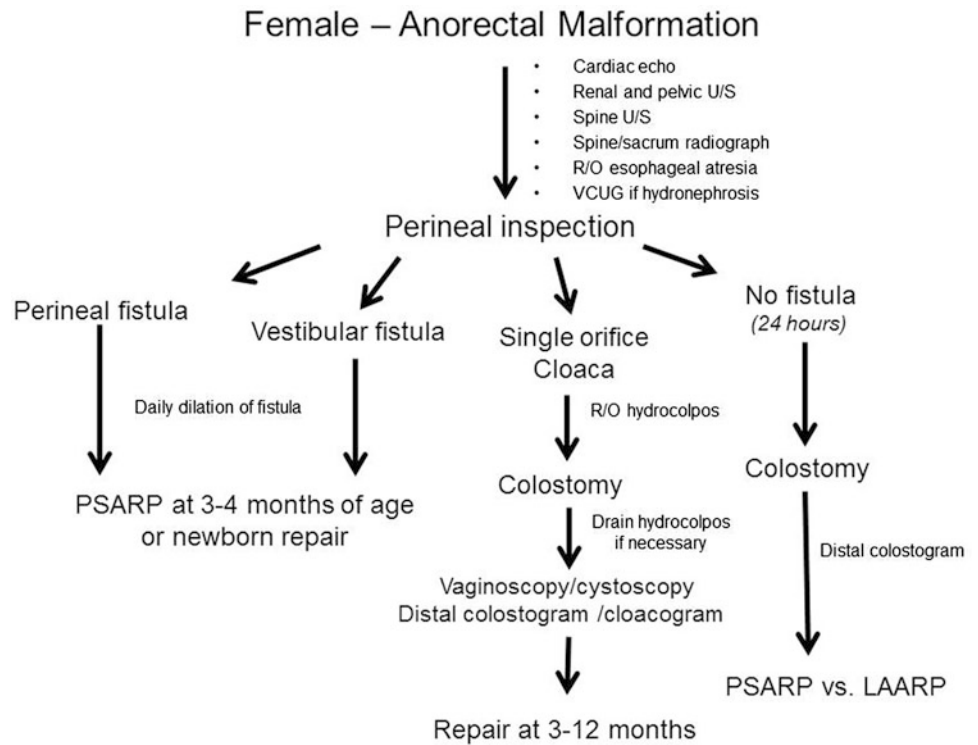 Female – Anorectal Malformation
• Cardiac echo
• Renal and pelvic U/S
• Spine U/S
• Spine/sacrum radiograph
• R/O esophageal atresia
• VCUG if hydronephrosis
Perineal inspection
Perineal fistula
Vestibular fistula
Single orifice
Cloaca
No fistula
(24 hours)
Daily dilation of fistula
R/O hydrocolpos
PSARP at 3-4 months of age
or newborn repair
Colostomy
Colostomy
Drain hydrocolpos
if necessary
Distal colostogram
Vaginoscopy/cystoscopy
Distal colostogram /cloacogram
PSARP vs. LAARP
Repair at 3-12 months